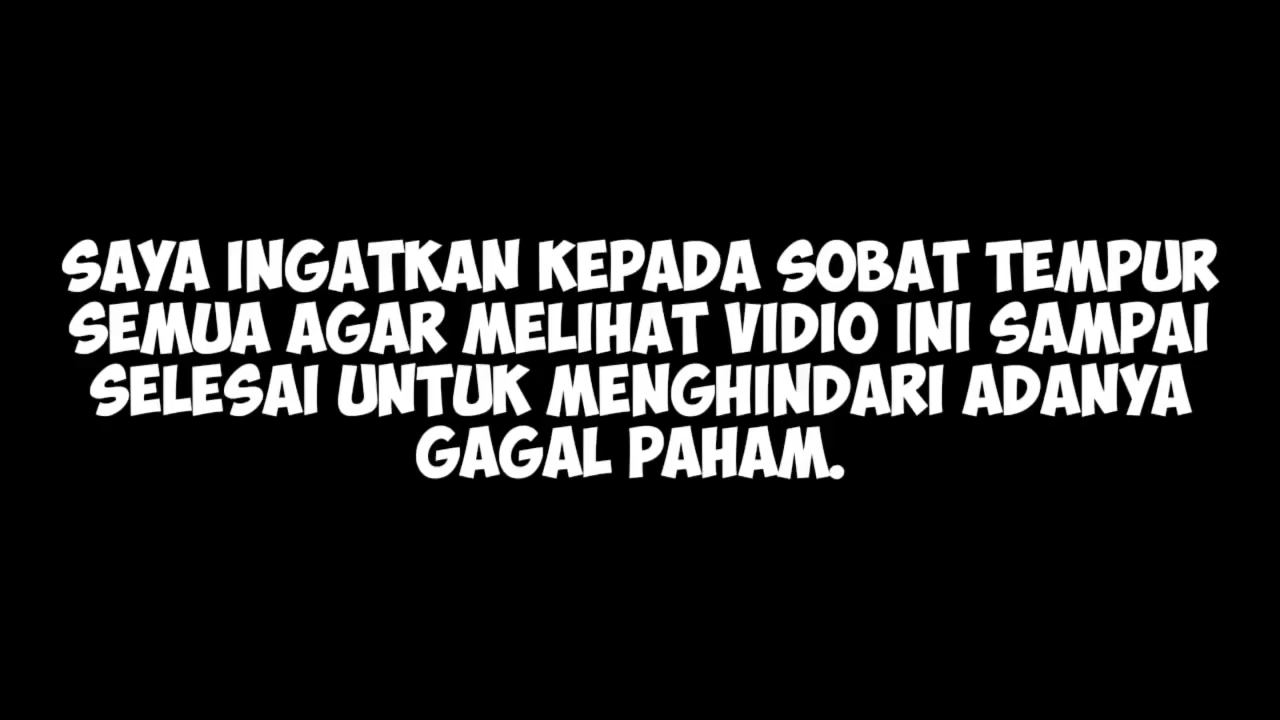 SAYA INGATKAN KEPADA SOBAT TEMPUR
SEMUA AGAR MELIHAT VIDIO INI SAMPAI
SELESAI UNTUK MENGHINDARI ADANYA
GAGAL PAHAM.